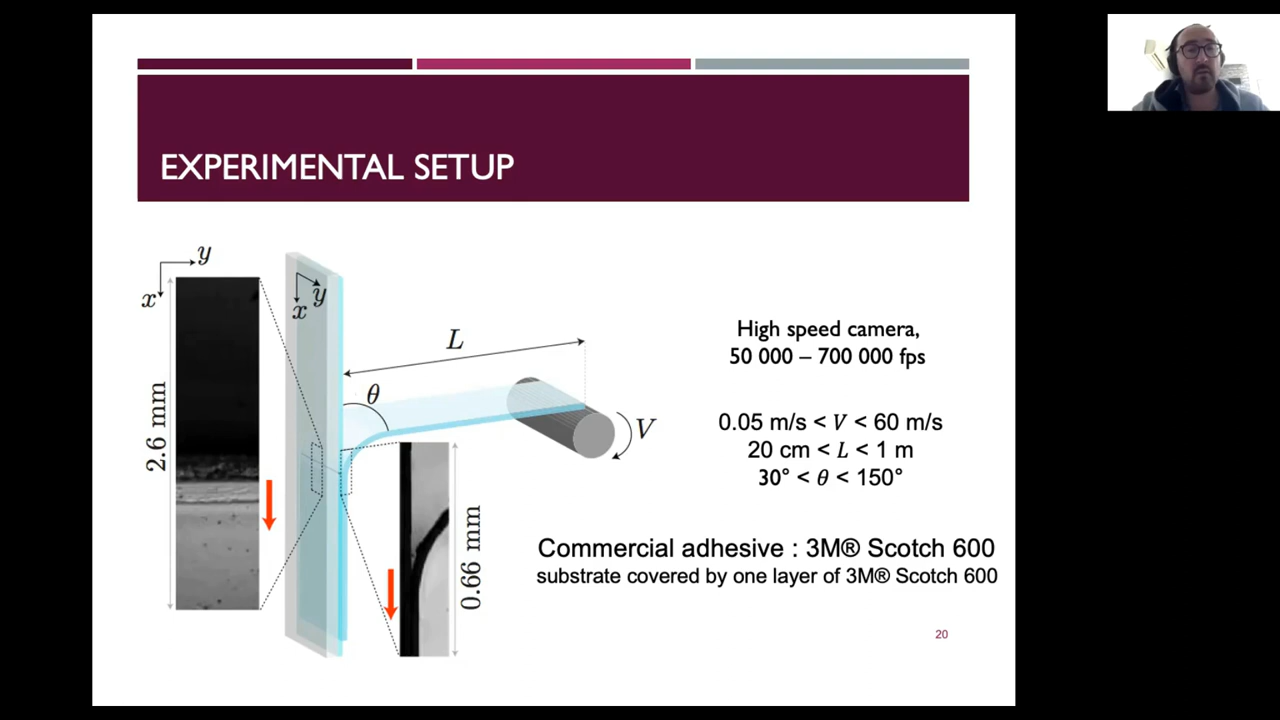 EXPERIMENTAL SETUP
y
x
2.6 mm
x
y
L
θ
V
0.66 mm
High speed camera,
50 000 – 700 000 fps
0.05 m/s < V < 60 m/s
20 cm < L < 1 m
30° < θ < 150°
Commercial adhesive : 3M® Scotch 600
substrate covered by one layer of 3M® Scotch 600
20